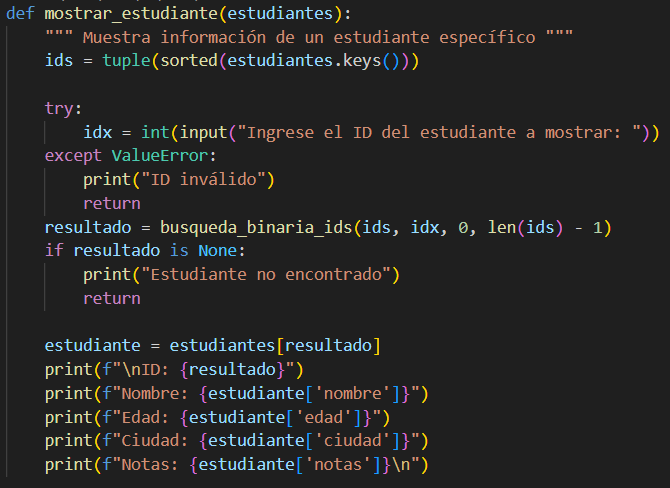 def mostrar_estudiante(estudiantes):
    """ Muestra información de un estudiante específico """
    ids = tuple(sorted(estudiantes.keys()))

    try:
        idx = int(input("Ingrese el ID del estudiante a mostrar: "))
    except ValueError:
        print("ID inválido")
        return
    resultado = busqueda_binaria_ids(ids, idx, 0, len(ids) - 1)
    if resultado is None:
        print("Estudiante no encontrado")
        return

    estudiante = estudiantes[resultado]
    print(f"\nID: {resultado}")
    print(f"Nombre: {estudiante['nombre']}")
    print(f"Edad: {estudiante['edad']}")
    print(f"Ciudad: {estudiante['ciudad']}")
    print(f"Notas: {estudiante['notas']}\n")